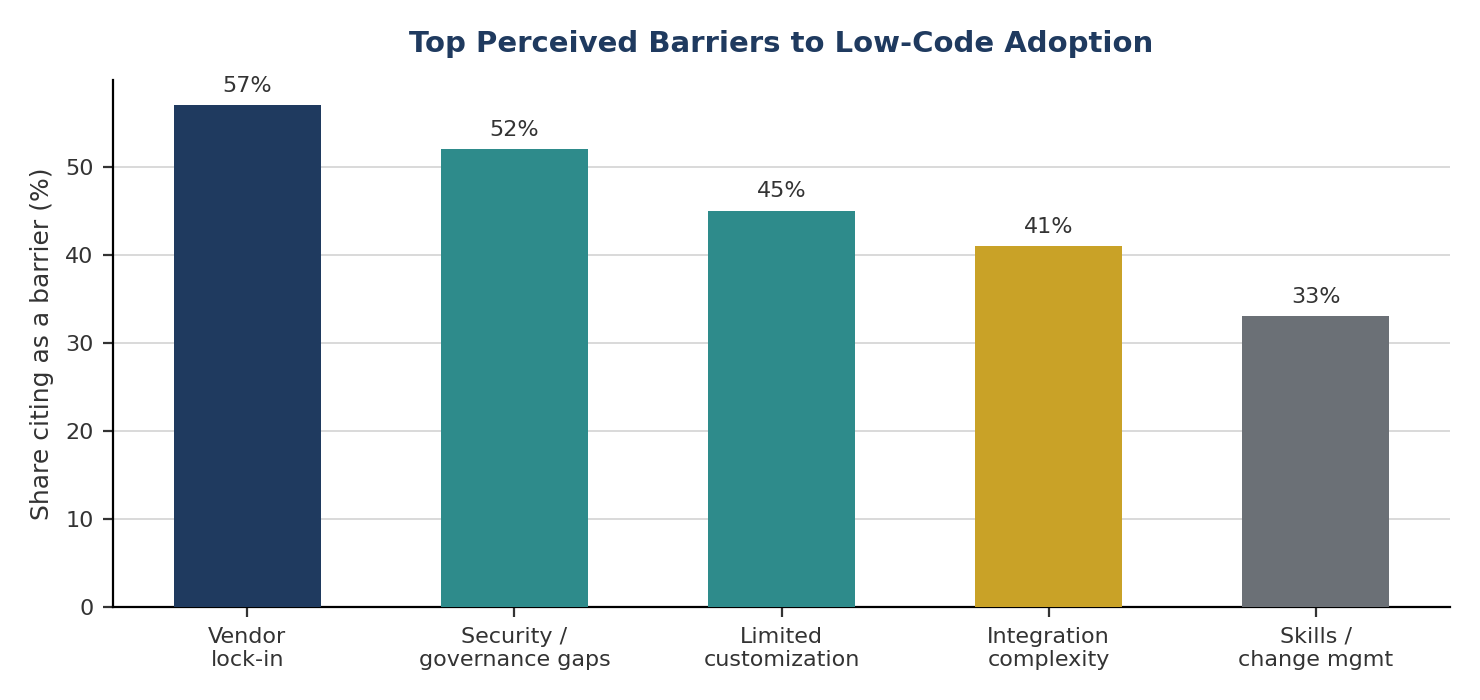 Top Perceived Barriers to Low-Code Adoption
Share citing as a barrier (%)
50
40
30
20
10
0
57%
52%
45%
41%
33%
Vendor
lock-in
Security /
governance gaps
Limited
customization
Integration
complexity
Skills /
change mgmt